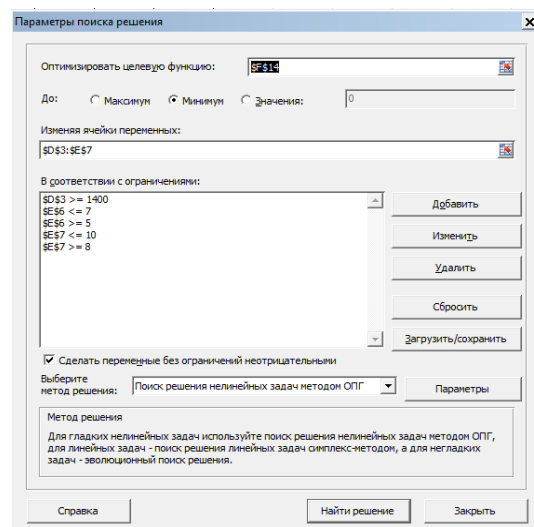 Параметры поиска решения
Оптимизировать целевую функцию: $F$14
До: Максимум Минимум Значения: 0
Изменяя ячейки переменных:
$D$3:$E$7
В соответствии с ограничениями:
$D$3 >= 1400
$E$6 <= 7
$E$6 >= 5
$E$7 <= 10
$E$7 >= 8
Добавить
Изменить
Удалить
Сбросить
Загрузить/сохранить
Сделать переменные без ограничений неотрицательными
Выберите
метод решения: Поиск решения нелинейных задач методом ОПГ Параметры
Метод решения
Для гладких нелинейных задач используйте поиск решения нелинейных задач методом ОПГ,
для линейных задач - поиск решения линейных задач симплекс-методом, а для негладких
задач - эволюционный поиск решения.
Справка Найти решение Закрыть